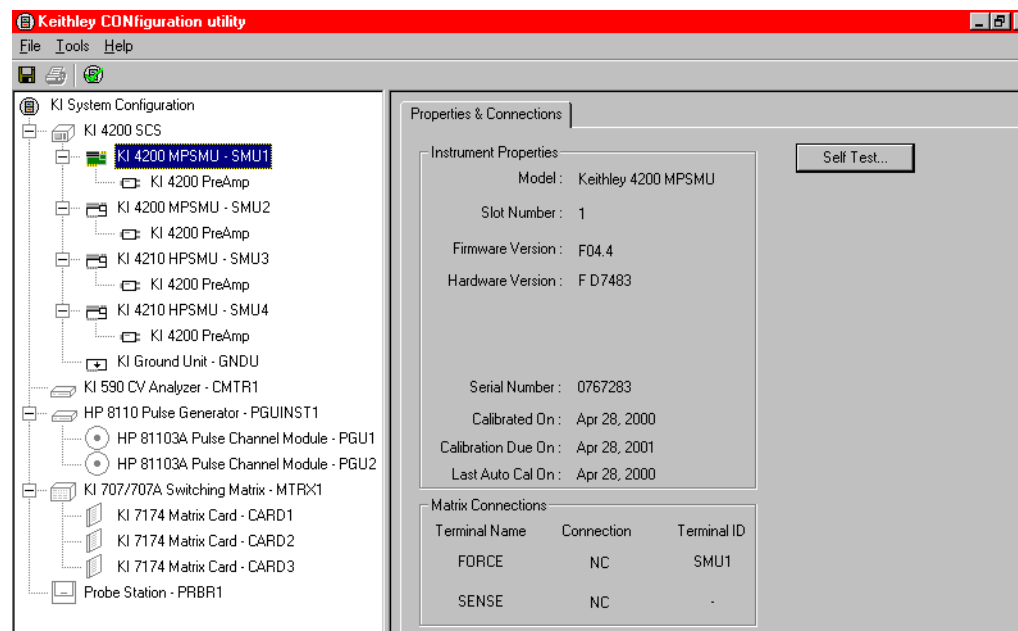 Keithley CONfiguration utility
File Tools Help
KI System Configuration
KI 4200 SCS
KI 4200 MPSMU - SMU1
KI 4200 PreAmp
KI 4200 MPSMU - SMU2
KI 4200 PreAmp
KI 4210 HPSMU - SMU3
KI 4200 PreAmp
KI 4210 HPSMU - SMU4
KI 4200 PreAmp
KI Ground Unit - GNDU
KI 590 CV Analyzer - CMTR1
HP 8110 Pulse Generator - PGUINST1
HP 81103A Pulse Channel Module - PGU1
HP 81103A Pulse Channel Module - PGU2
KI 707/707A Switching Matrix - MTRX1
KI 7174 Matrix Card - CARD1
KI 7174 Matrix Card - CARD2
KI 7174 Matrix Card - CARD3
Probe Station - PRBR1
Properties & Connections
Instrument Properties
Model : Keithley 4200 MPSMU
Slot Number : 1
Firmware Version : F04.4
Hardware Version : F D7483
Serial Number : 0767283
Calibrated On : Apr 28, 2000
Calibration Due On : Apr 28, 2001
Last Auto Cal On : Apr 28, 2000
Self Test...
Matrix Connections
Terminal Name Connection Terminal ID
FORCE NC SMU1
SENSE NC -